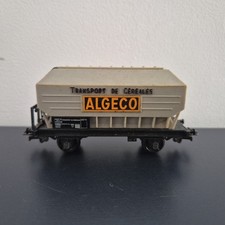 TRANSPORT DE CÉRÉALES
ALGECO